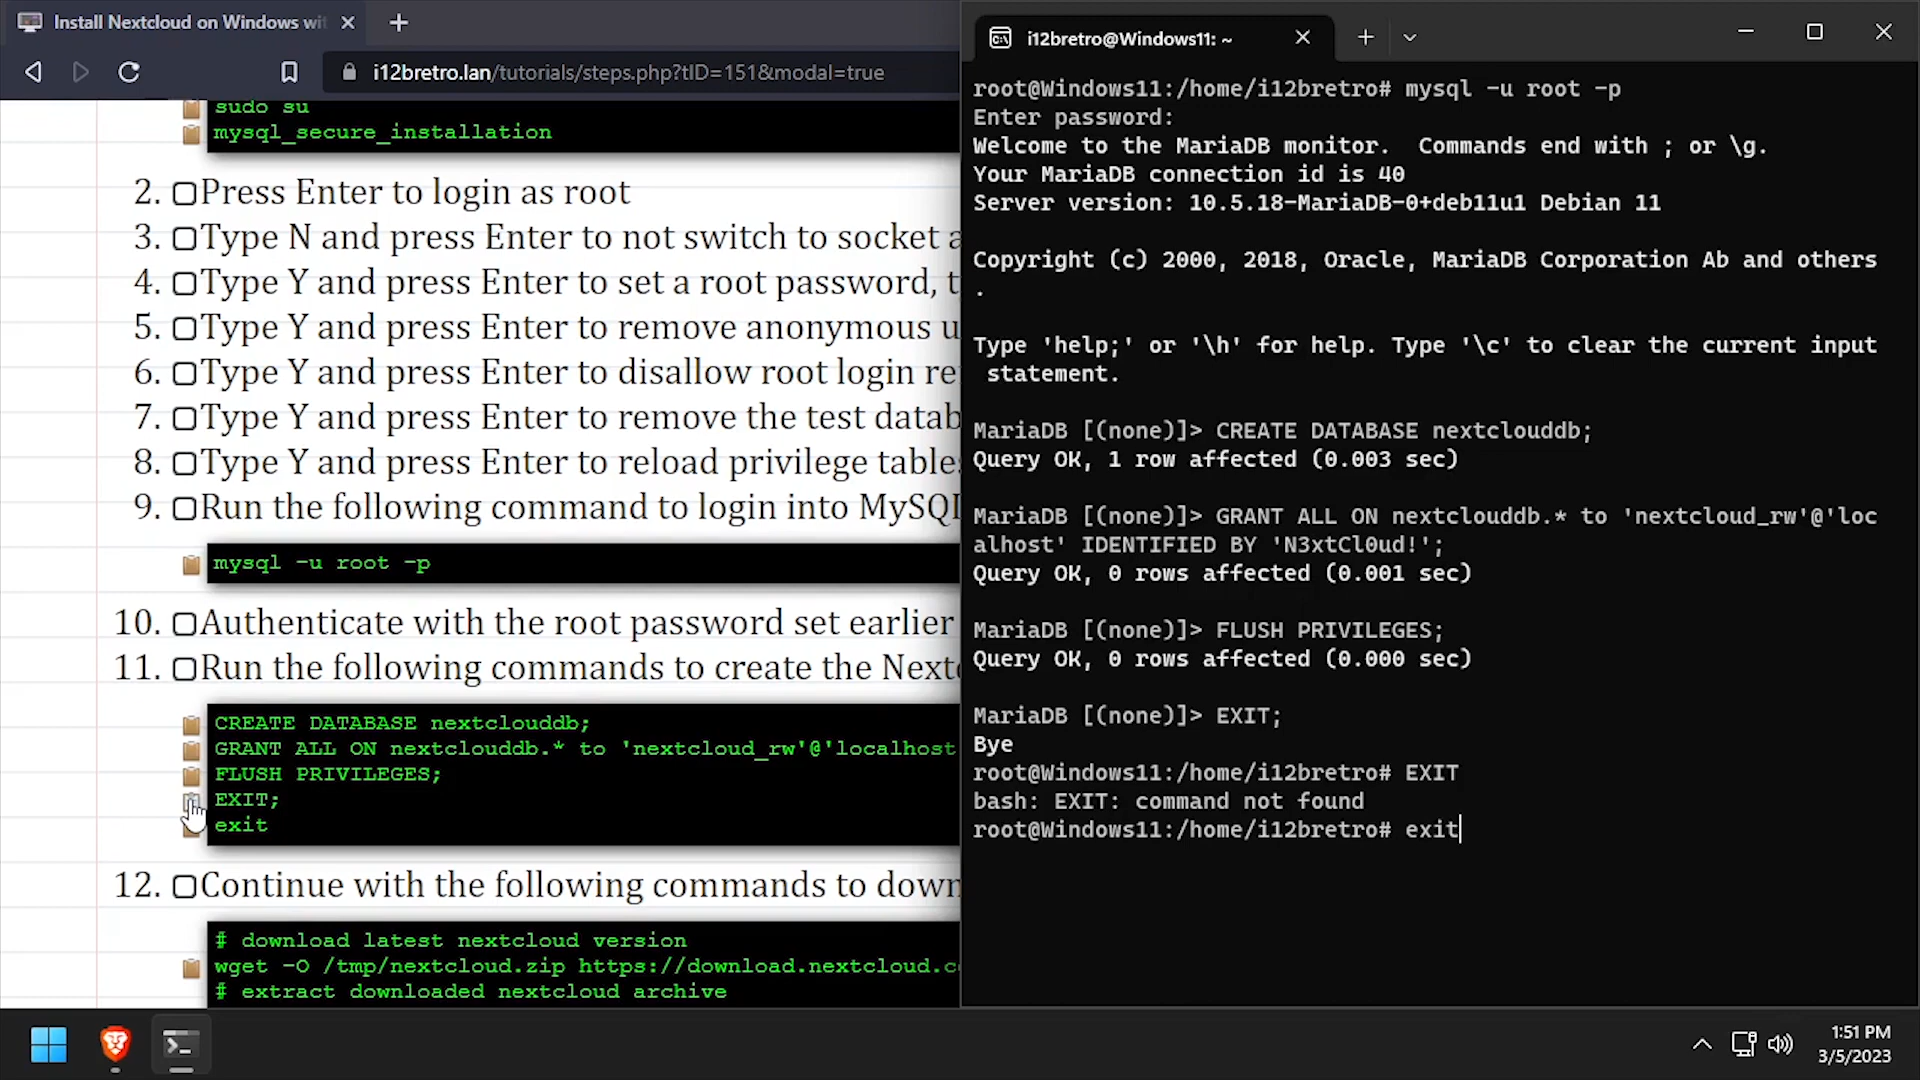 Install Nextcloud on Windows wit
i12bretro.lan/tutorials/steps.php?tID=151&modal=true
sudo su
mysql_secure_installation
2. Press Enter to login as root
3. Type N and press Enter to not switch to socket a
4. Type Y and press Enter to set a root password, t
5. Type Y and press Enter to remove anonymous u
6. Type Y and press Enter to disallow root login re
7. Type Y and press Enter to remove the test datab
8. Type Y and press Enter to reload privilege tables
9. Run the following command to login into MySQL
mysql -u root -p
10. Authenticate with the root password set earlier
11. Run the following commands to create the Nextc
CREATE DATABASE nextclouddb;
GRANT ALL ON nextclouddb.* to 'nextcloud_rw'@'localhost
FLUSH PRIVILEGES;
EXIT;
exit
12. Continue with the following commands to down
# download latest nextcloud version
wget -O /tmp/nextcloud.zip https://download.nextcloud.c
# extract downloaded nextcloud archive
i12bretro@Windows11: ~
root@Windows11:/home/i12bretro# mysql -u root -p
Enter password:
Welcome to the MariaDB monitor.  Commands end with ; or \g.
Your MariaDB connection id is 40
Server version: 10.5.18-MariaDB-0+deb11u1 Debian 11
Copyright (c) 2000, 2018, Oracle, MariaDB Corporation Ab and others
.
Type 'help;' or '\h' for help. Type '\c' to clear the current input
statement.
MariaDB [(none)]> CREATE DATABASE nextclouddb;
Query OK, 1 row affected (0.003 sec)
MariaDB [(none)]> GRANT ALL ON nextclouddb.* to 'nextcloud_rw'@'loc
alhost' IDENTIFIED BY 'N3xtCl0ud!';
Query OK, 0 rows affected (0.001 sec)
MariaDB [(none)]> FLUSH PRIVILEGES;
Query OK, 0 rows affected (0.000 sec)
MariaDB [(none)]> EXIT;
Bye
root@Windows11:/home/i12bretro# EXIT
bash: EXIT: command not found
root@Windows11:/home/i12bretro# exit
1:51 PM
3/5/2023